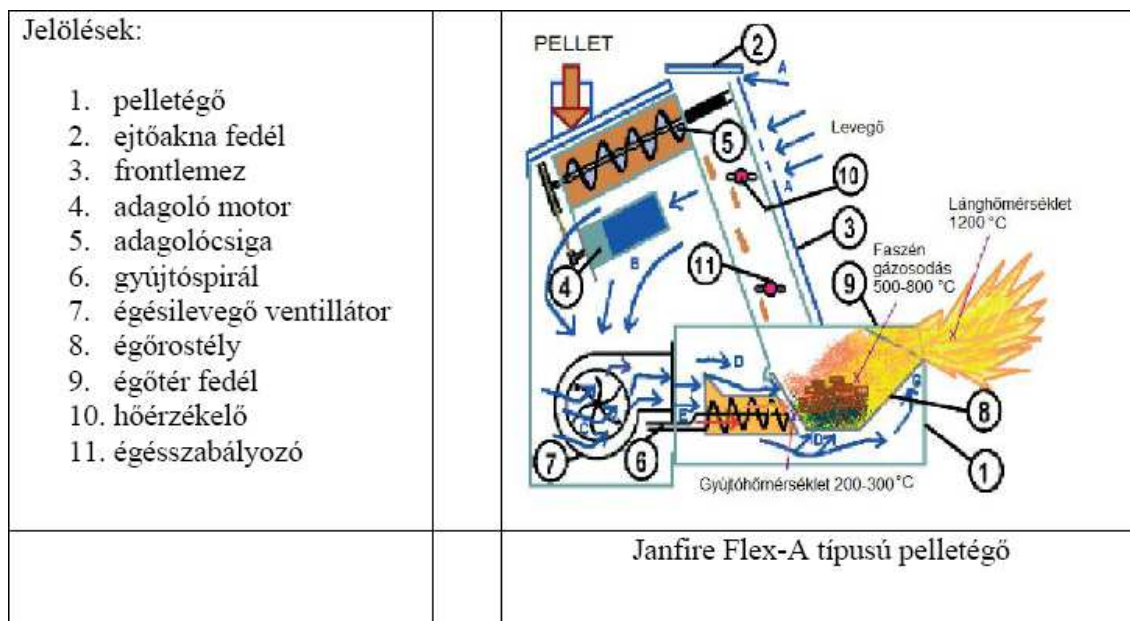 Jelölések:
1. pelletégő
2. ejtőakna fedél
3. frontlemez
4. adagoló motor
5. adagolócsiga
6. gyújtóspirál
7. égésilevegő ventillátor
8. égőrostély
9. égőtér fedél
10. hőérzékelő
11. égésszabályozó
PELLET
2
A
Levegő
5
10
A
Lánghőmérséklet
1200 °C
3
Faszén
gázosodás
500-800 °C
B
4
11
9
D
E
C
D
8
7
6
1
Gyújtóhőmérséklet 200-300 °C
Janfire Flex-A típusú pelletégő